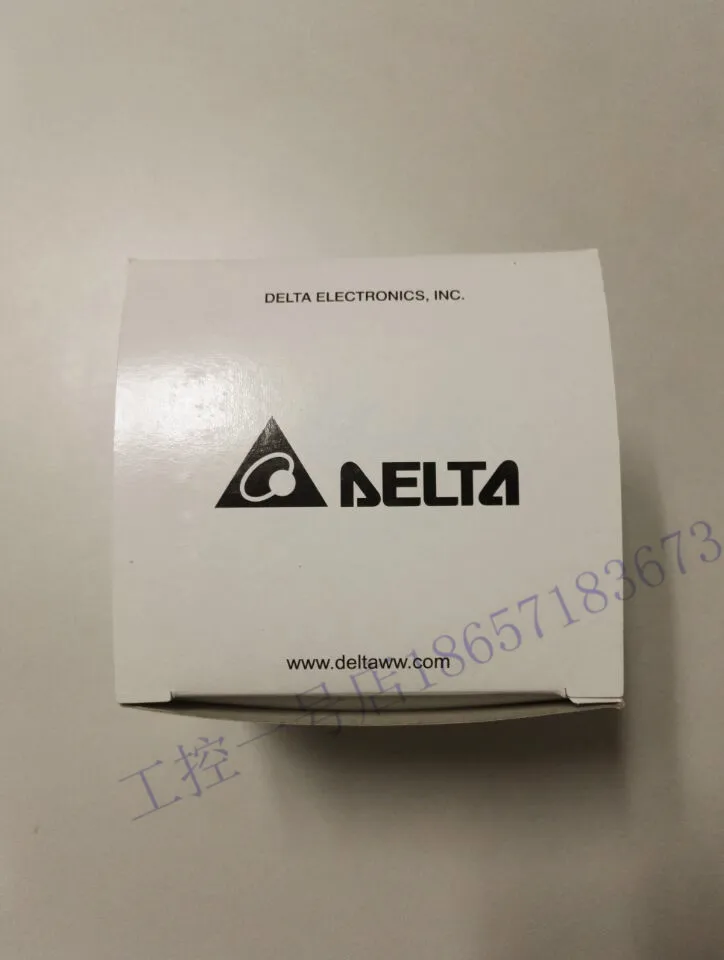 DELTA ELECTRONICS, INC.
DELTA
www.deltaww.com
工控一号店18657183673